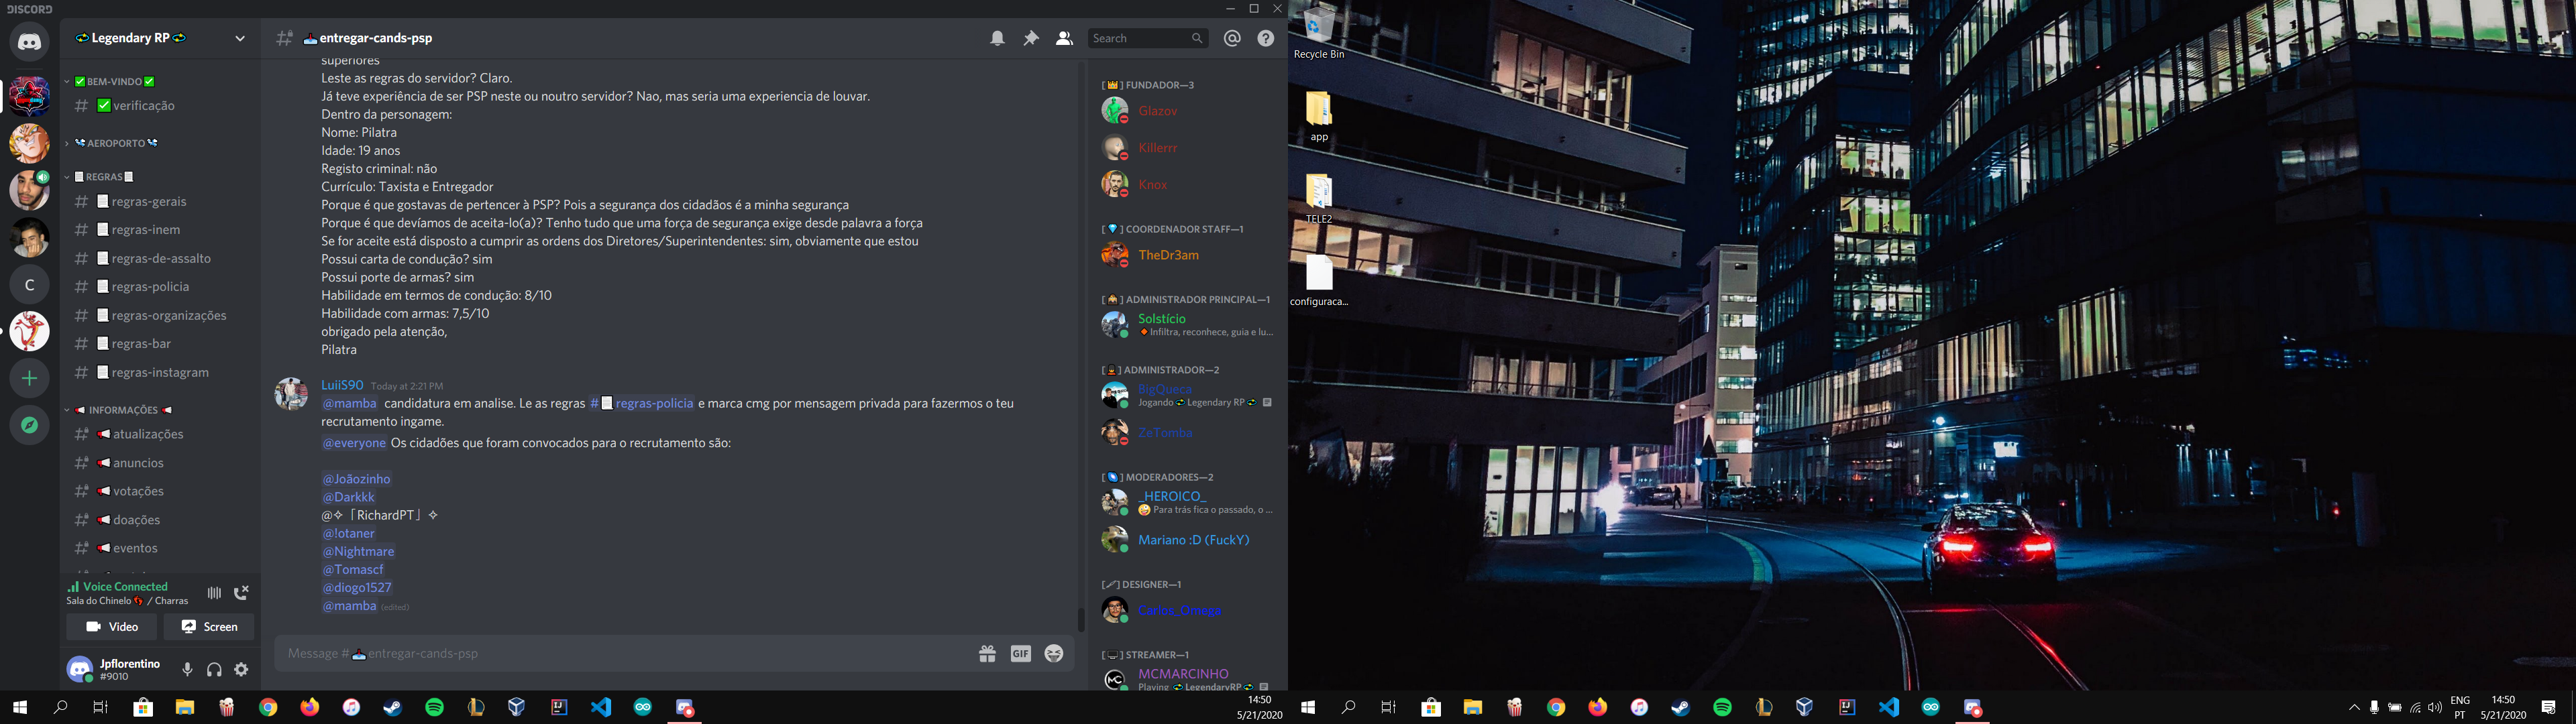 DISCORD
Legendary RP
BEM-VINDO
verificação
AEROPORTO
REGRAS
regras-gerais
regras-inem
regras-de-assalto
regras-policia
regras-organizações
regras-bar
regras-instagram
INFORMAÇÕES
atualizações
anuncios
votações
doações
eventos
Voice Connected
Sala do Chinelo / Charras
Video
Screen
Jpflorentino
#9010
entregar-cands-psp
Search
superiores
Leste as regras do servidor? Claro.
Já teve experiência de ser PSP neste ou noutro servidor? Nao, mas seria uma experiencia de louvar.
Dentro da personagem:
Nome: Pilatra
Idade: 19 anos
Registo criminal: não
Currículo: Taxista e Entregador
Porque é que gostavas de pertencer à PSP? Pois a segurança dos cidadãos é a minha segurança
Porque é que devíamos de aceita-lo(a)? Tenho tudo que uma força de segurança exige desde palavra a força
Se for aceite está disposto a cumprir as ordens dos Diretores/Superintendentes: sim, obviamente que estou
Possui carta de condução? sim
Possui porte de armas? sim
Habilidade em termos de condução: 8/10
Habilidade com armas: 7,5/10
obrigado pela atenção,
Pilatra
LuiiS90 Today at 2:21 PM
@mamba candidatura em analise. Le as regras # regras-policia e marca cmg por mensagem privada para fazermos o teu
recrutamento ingame.
@everyone Os cidadões que foram convocados para o recrutamento são:
@Joãozinho
@Darkkk
@✧「RichardPT」✧
@!otaner
@Nightmare
@Tomascf
@diogo1527
@mamba (edited)
Message # entregar-cands-psp
GIF
[ ] FUNDADOR—3
Glazov
Killerrr
Knox
[ ] COORDENADOR STAFF—1
TheDr3am
[ ] ADMINISTRADOR PRINCIPAL—1
Solstício
Infiltra, reconhece, guia e lu...
[ ] ADMINISTRADOR—2
BigQueca
Jogando Legendary RP
ZeTomba
[ ] MODERADORES—2
_HEROICO_
Para trás fica o passado, o ...
Mariano :D (FuckY)
[ ] DESIGNER—1
Carlos_Omega
[ ] STREAMER—1
MCMARCINHO
Playing LegendaryRP
C
MC
14:50
5/21/2020
Recycle Bin
app
TELE2
configuraca...
ENG
PT
14:50
5/21/2020